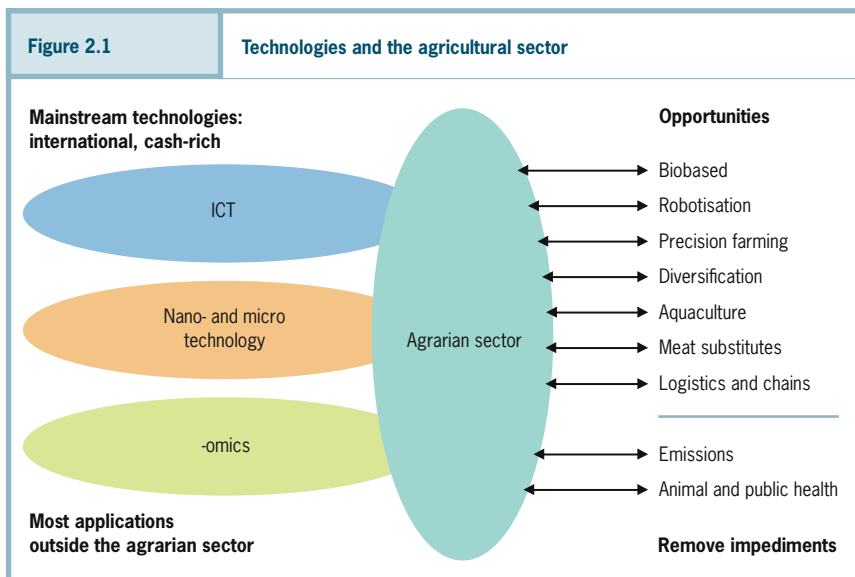 Figure 2.1
Technologies and the agricultural sector
Mainstream technologies:
international, cash-rich
ICT
Nano- and micro
technology
-omics
Most applications
outside the agrarian sector
Agrarian sector
Opportunities
Biobased
Robotisation
Precision farming
Diversification
Aquaculture
Meat substitutes
Logistics and chains
Emissions
Animal and public health
Remove impediments